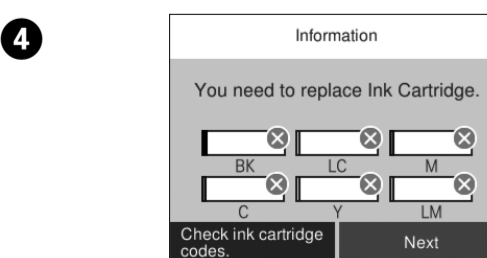 4
Information
You need to replace Ink Cartridge.
BK LC M
C Y LM
Check ink cartridge
codes.
Next